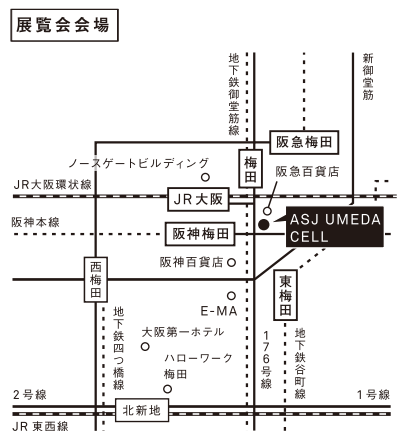 展覧会会場
地下鉄御堂筋線
新御堂筋
阪急梅田
ノースゲートビルディング
梅田
阪急百貨店
JR大阪環状線
JR大阪
阪神本線
ASJ UMEDA
CELL
阪神梅田
阪神百貨店
西梅田
東梅田
E-MA
地下鉄四つ橋線
大阪第一ホテル
176号線
地下鉄谷町線
ハローワーク
梅田
2号線
1号線
北新地
JR東西線